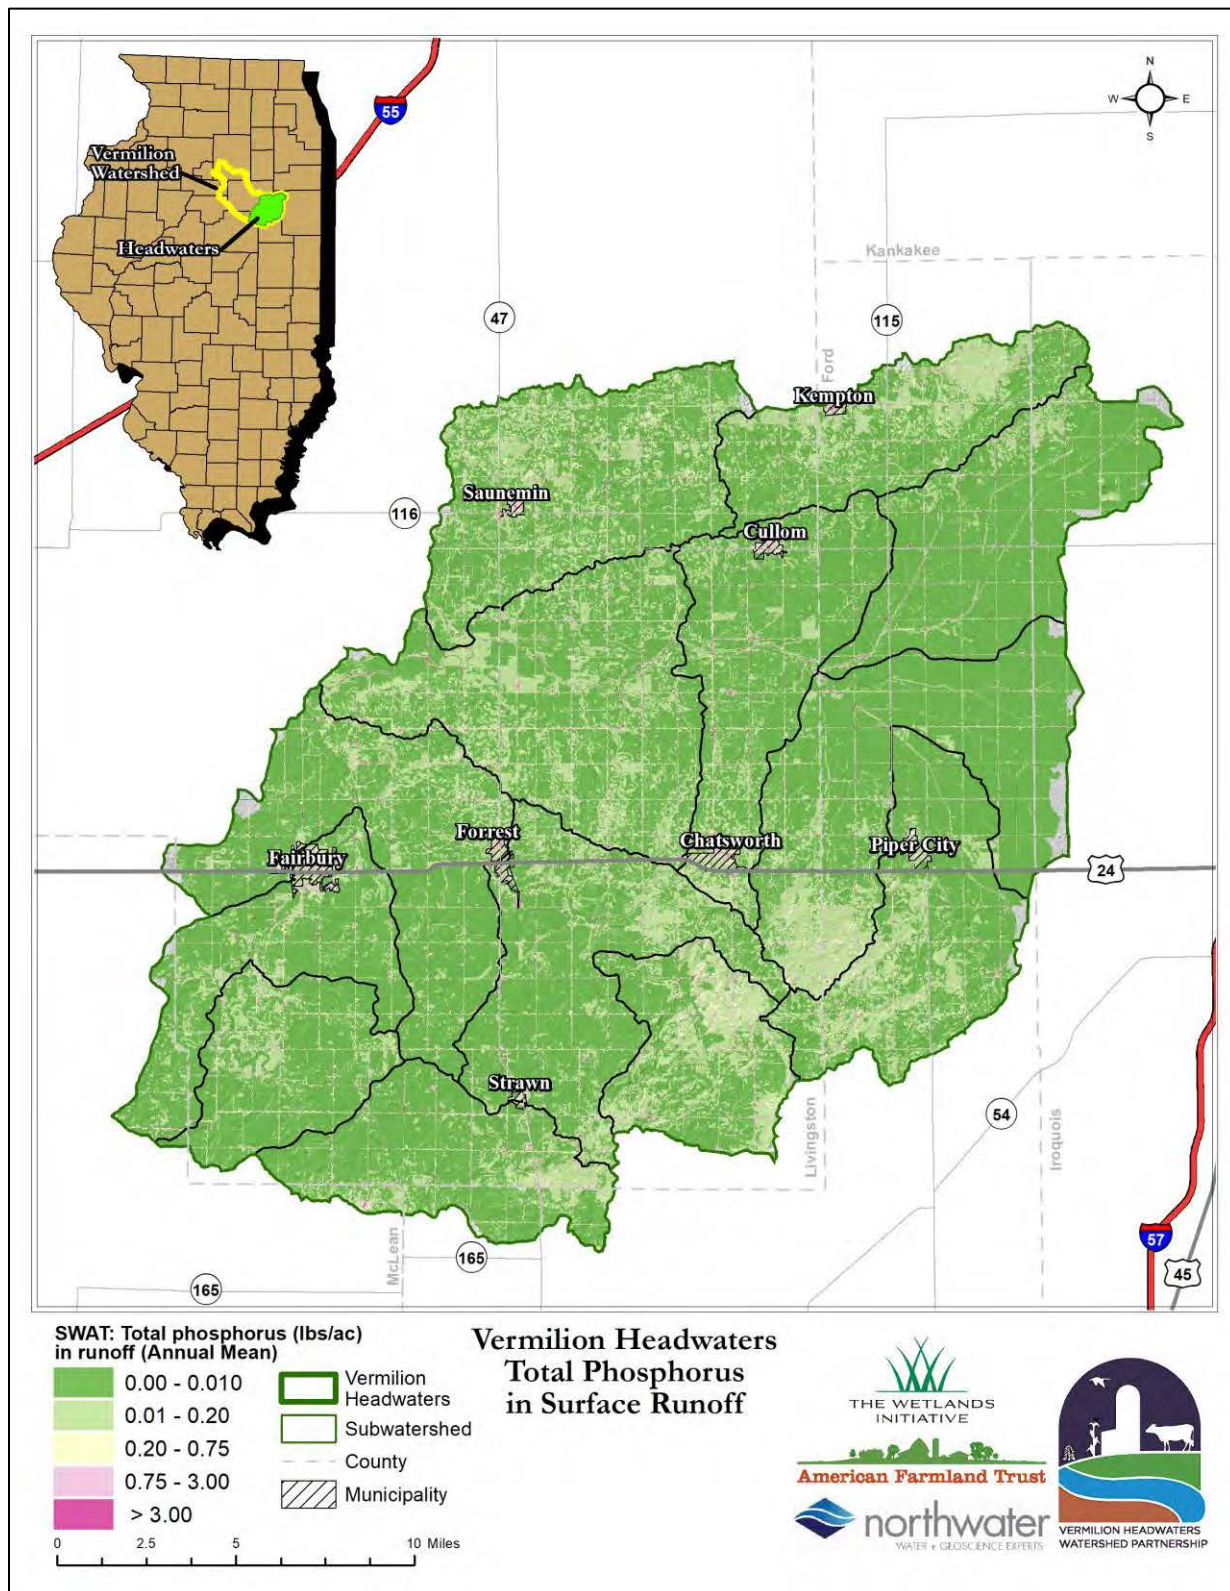 N
W E
S
55
Vermilion
Watershed
Headwaters
Kankakee
47
115
Ford
Kempton
Saunemin
116
Cullom
Forrest
Chatsworth
Piper City
Fairbury
24
Strawn
54
Livingston
Iroquois
McLean
165
165
57
45
SWAT: Total phosphorus (lbs/ac)
in runoff (Annual Mean)
0.00 - 0.010
0.01 - 0.20
0.20 - 0.75
0.75 - 3.00
> 3.00
Vermilion
Headwaters
Subwatershed
County
Municipality
0 2.5 5 10 Miles
Vermilion Headwaters
Total Phosphorus
in Surface Runoff
THE WETLANDS
INITIATIVE
American Farmland Trust
northwater
WATER + GEOSCIENCE EXPERTS
VERMILION HEADWATERS
WATERSHED PARTNERSHIP